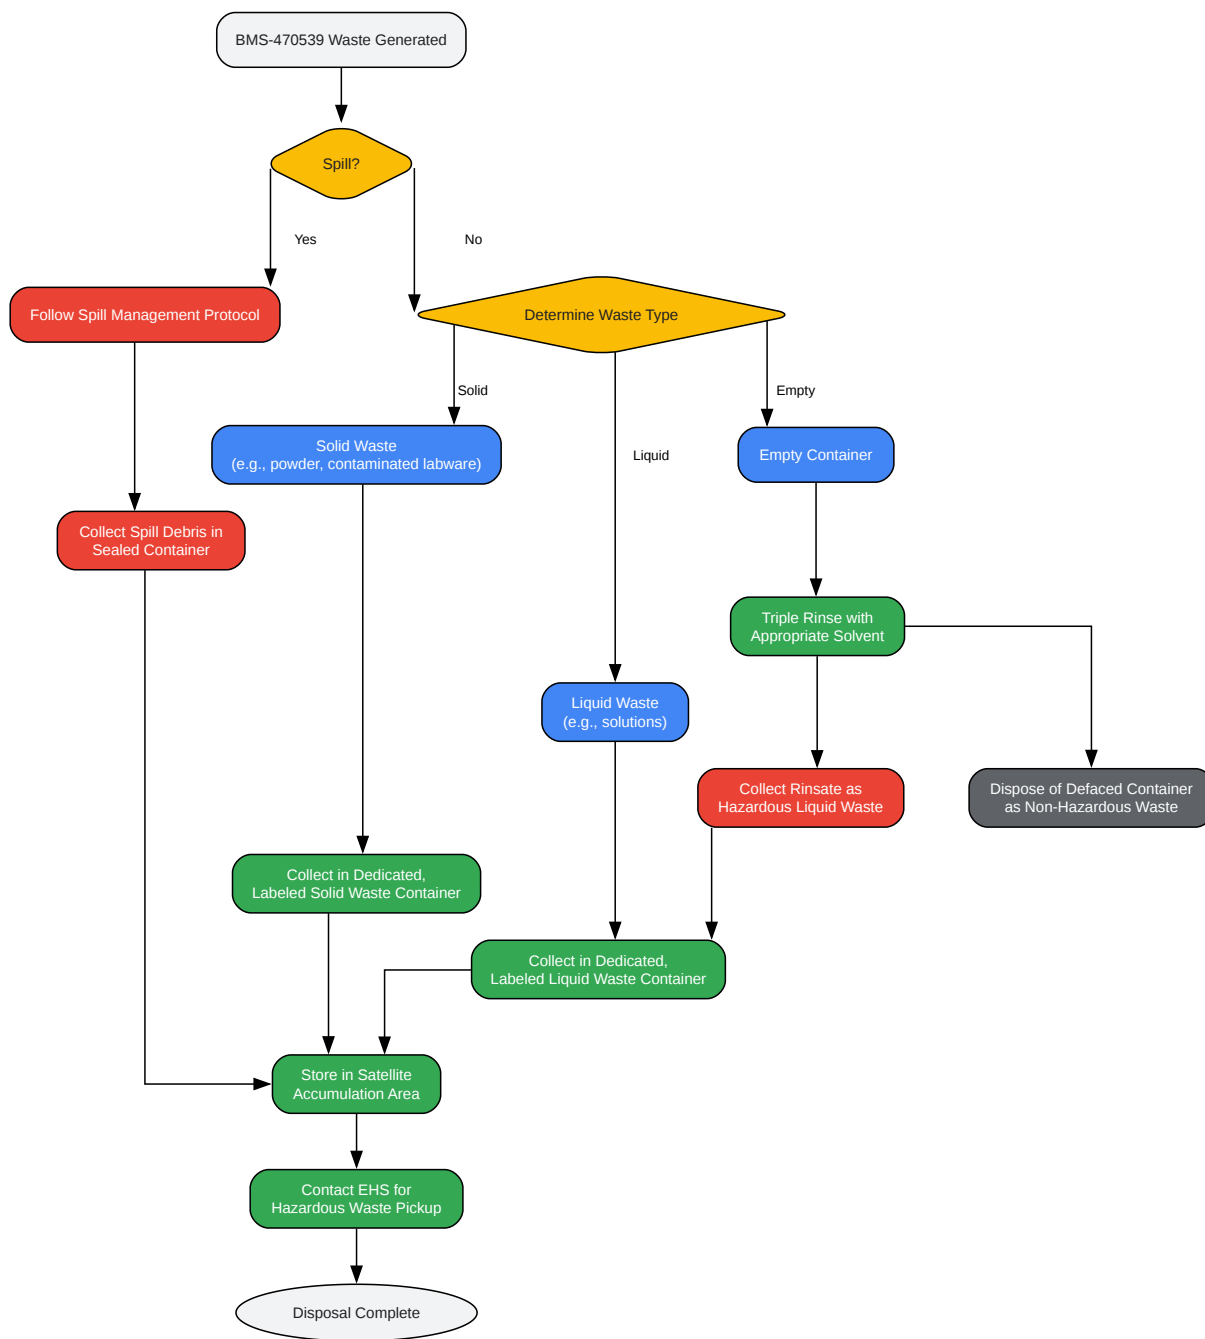 BMS-470539 Waste Generated
Spill?
Yes
No
Follow Spill Management Protocol
Determine Waste Type
Solid
Empty
Solid Waste
(e.g., powder, contaminated labware)
Liquid
Empty Container
Collect Spill Debris in
Sealed Container
Triple Rinse with
Appropriate Solvent
Liquid Waste
(e.g., solutions)
Collect Rinsate as
Hazardous Liquid Waste
Dispose of Defaced Container
as Non-Hazardous Waste
Collect in Dedicated,
Labeled Solid Waste Container
Collect in Dedicated,
Labeled Liquid Waste Container
Store in Satellite
Accumulation Area
Contact EHS for
Hazardous Waste Pickup
Disposal Complete